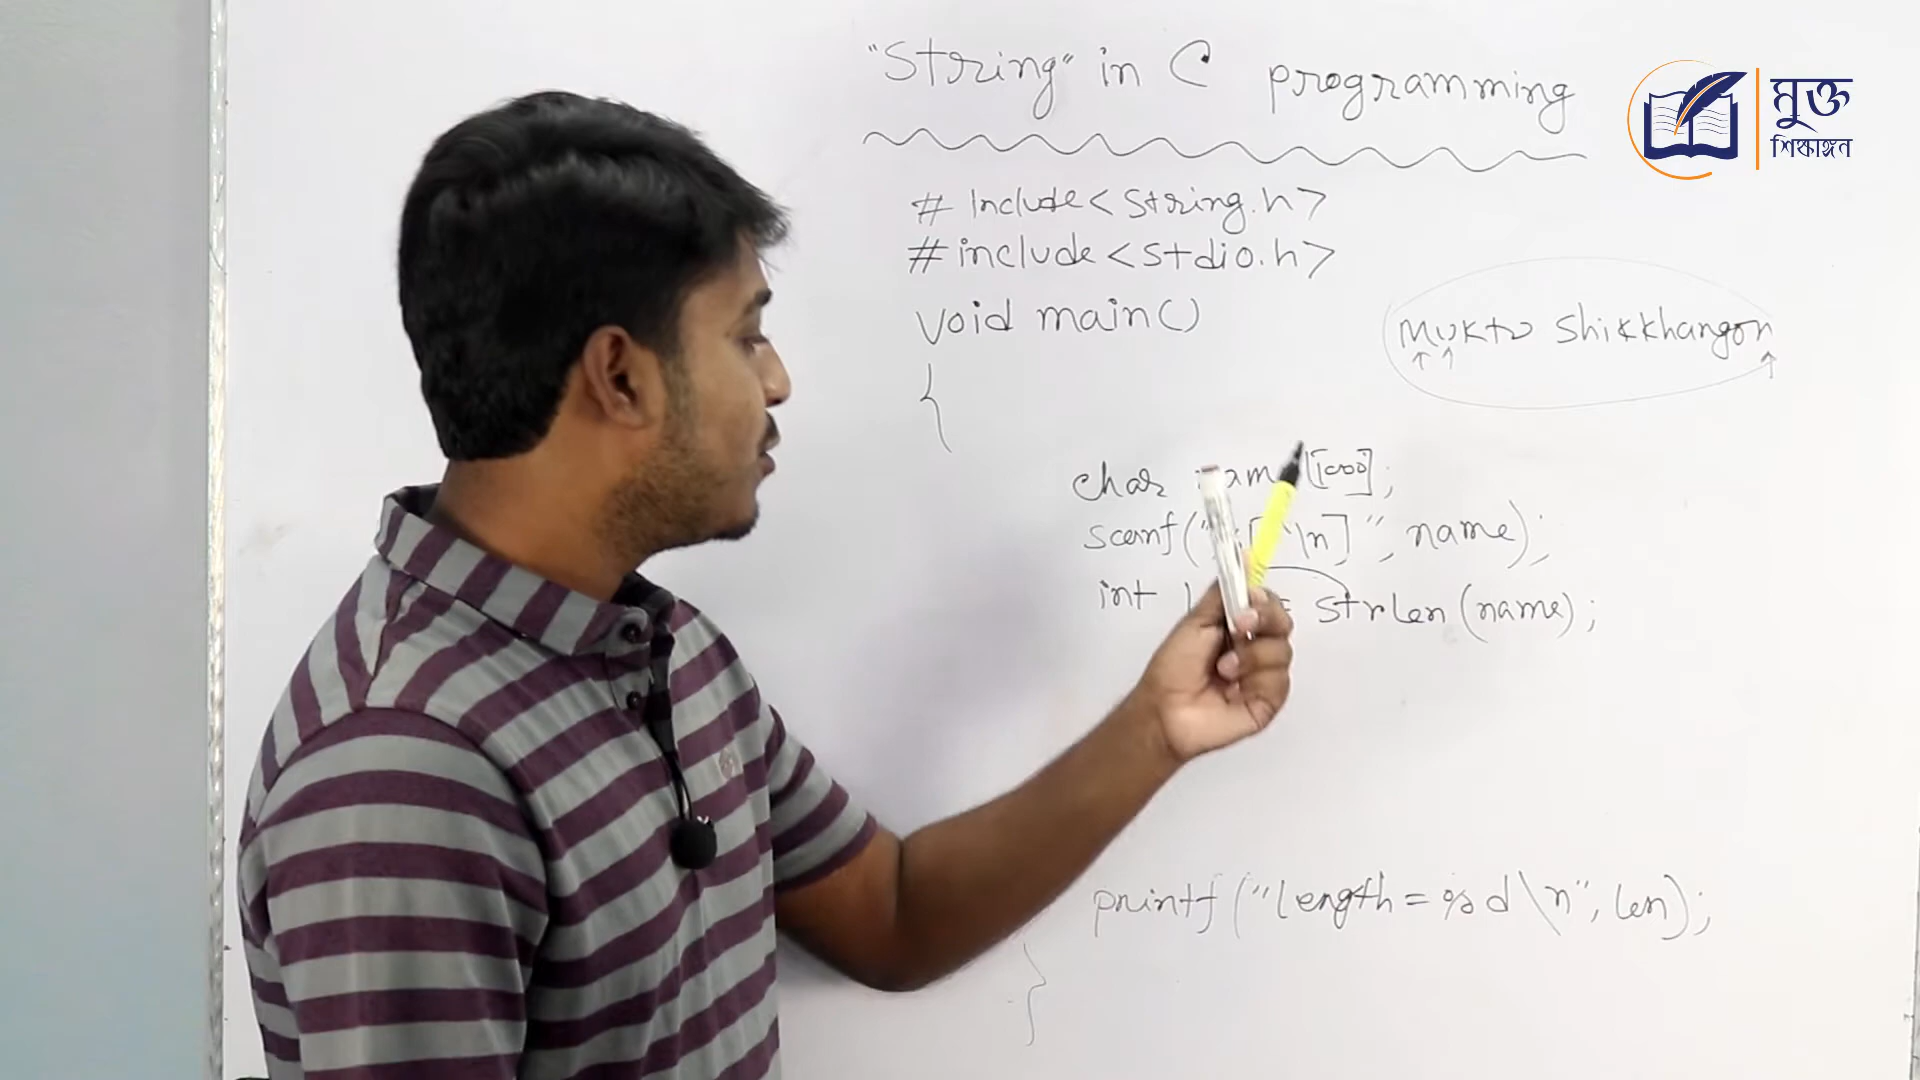 "String" in C programming
মুক্ত
শিক্ষাঙ্গন
# Include<string.h>
#include<stdio.h>
void main()
Mukto Shikkhangon
{
char [100];
scanf(" \n]", name);
int = strlen(name);
printf("length = %d\n", len);
}